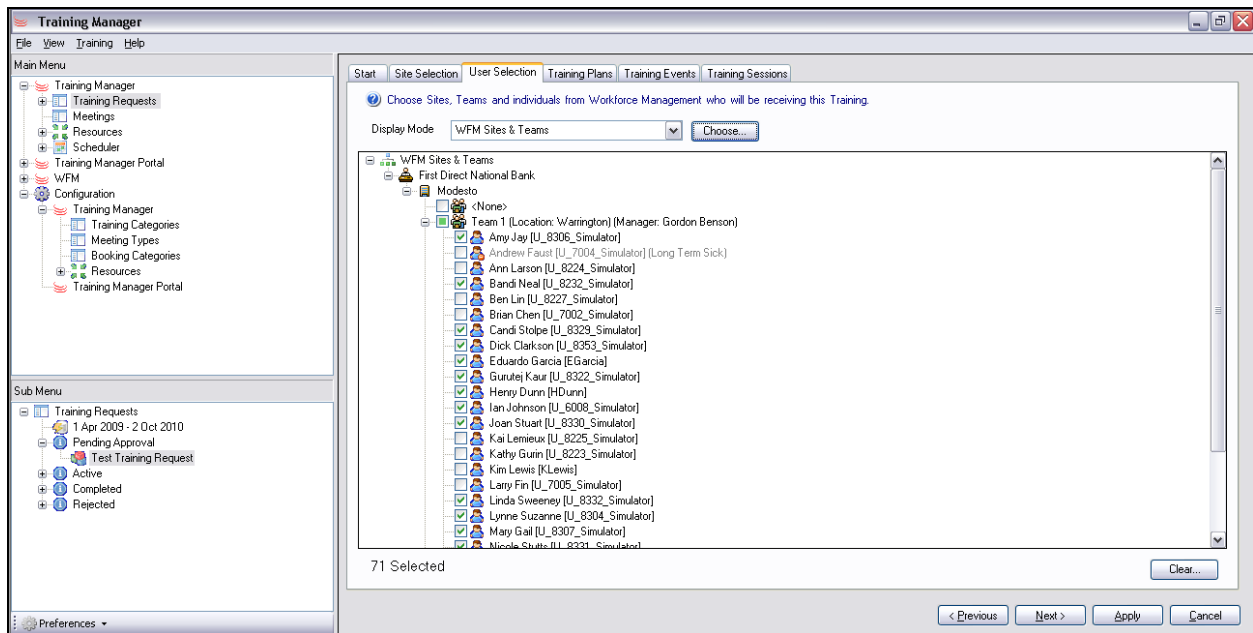 Training Manager
File View Training Help
Main Menu
Training Manager
Training Requests
Meetings
Resources
Scheduler
Training Manager Portal
WFM
Configuration
Training Manager
Training Categories
Meeting Types
Booking Categories
Resources
Training Manager Portal
Sub Menu
Training Requests
1 Apr 2009 - 2 Oct 2010
Pending Approval
Test Training Request
Active
Completed
Rejected
Preferences
Start Site Selection User Selection Training Plans Training Events Training Sessions
Choose Sites, Teams and individuals from Workforce Management who will be receiving this Training.
Display Mode WFM Sites & Teams Choose...
WFM Sites & Teams
First Direct National Bank
Modesto
<None>
Team 1 (Location: Warrington) (Manager: Gordon Benson)
Amy Jay [U_8306_Simulator]
Andrew Faust [U_7004_Simulator] (Long Term Sick)
Ann Larson [U_8224_Simulator]
Bandi Neal [U_8232_Simulator]
Ben Lin [U_8227_Simulator]
Brian Chen [U_7002_Simulator]
Candi Stolpe [U_8329_Simulator]
Dick Clarkson [U_8353_Simulator]
Eduardo Garcia [EGarcia]
Gurutej Kaur [U_8322_Simulator]
Henry Dunn [HDunn]
Ian Johnson [U_6008_Simulator]
Joan Stuart [U_8330_Simulator]
Kai Lemieux [U_8225_Simulator]
Kathy Gurin [U_8223_Simulator]
Kim Lewis [KLewis]
Larry Fin [U_7005_Simulator]
Linda Sweeney [U_8332_Simulator]
Lynne Suzanne [U_8304_Simulator]
Mary Gail [U_8307_Simulator]
Nicole Stutts [U_8331_Simulator]
71 Selected
Clear...
< Previous Next > Apply Cancel